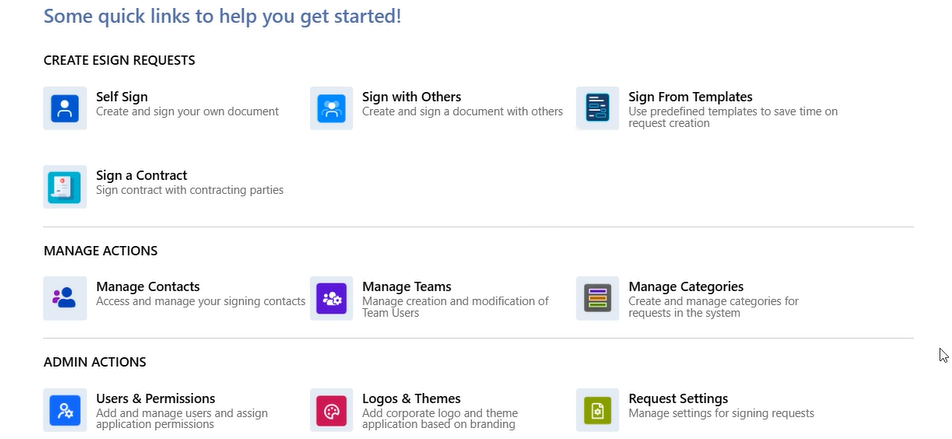 Some quick links to help you get started!
CREATE ESIGN REQUESTS
Self Sign
Create and sign your own document
Sign with Others
Create and sign a document with others
Sign From Templates
Use predefined templates to save time on
request creation
Sign a Contract
Sign contract with contracting parties
MANAGE ACTIONS
Manage Contacts
Access and manage your signing contacts
Manage Teams
Manage creation and modification of
Team Users
Manage Categories
Create and manage categories for
requests in the system
ADMIN ACTIONS
Users & Permissions
Add and manage users and assign
application permissions
Logos & Themes
Add corporate logo and theme
application based on branding
Request Settings
Manage settings for signing requests